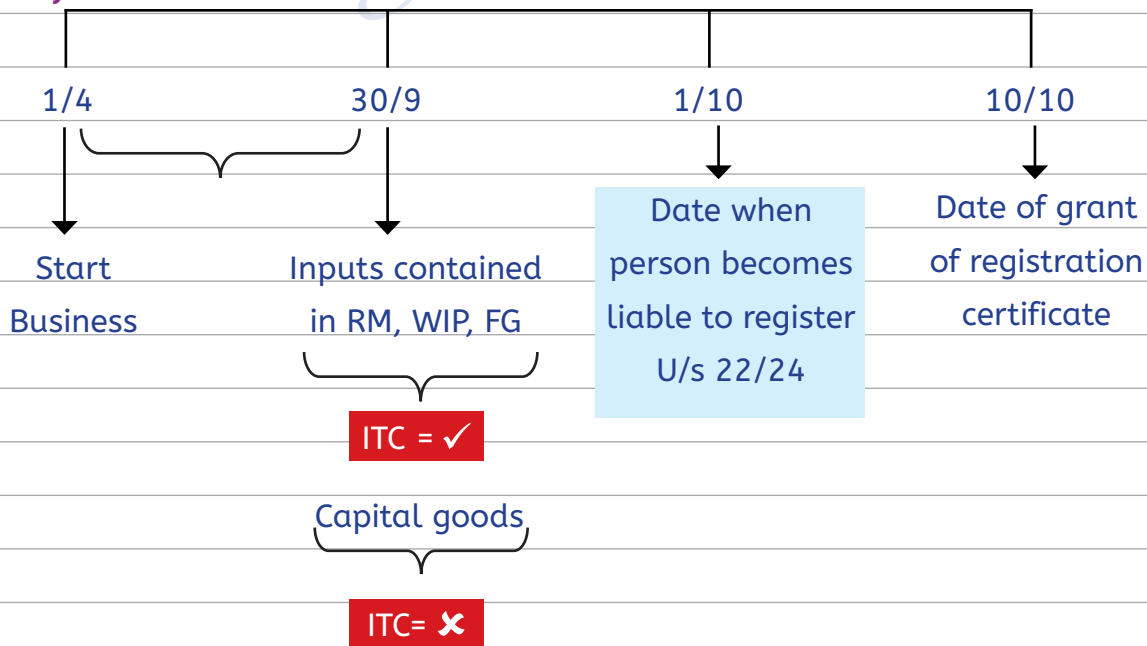 1/4
30/9
1/10
10/10
Start
Business
Inputs contained
in RM, WIP, FG
ITC = ✓
Capital goods
ITC= ✘
Date when
person becomes
liable to register
U/s 22/24
Date of grant
of registration
certificate